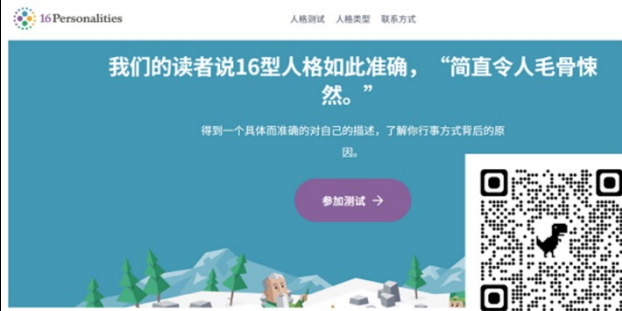 16Personalities
人格测试 人格类型 联系方式
我们的读者说16型人格如此准确，“简直令人毛骨悚
然。”
得到一个具体而准确的对自己的描述，了解你行事方式背后的原
因。
参加测试 →